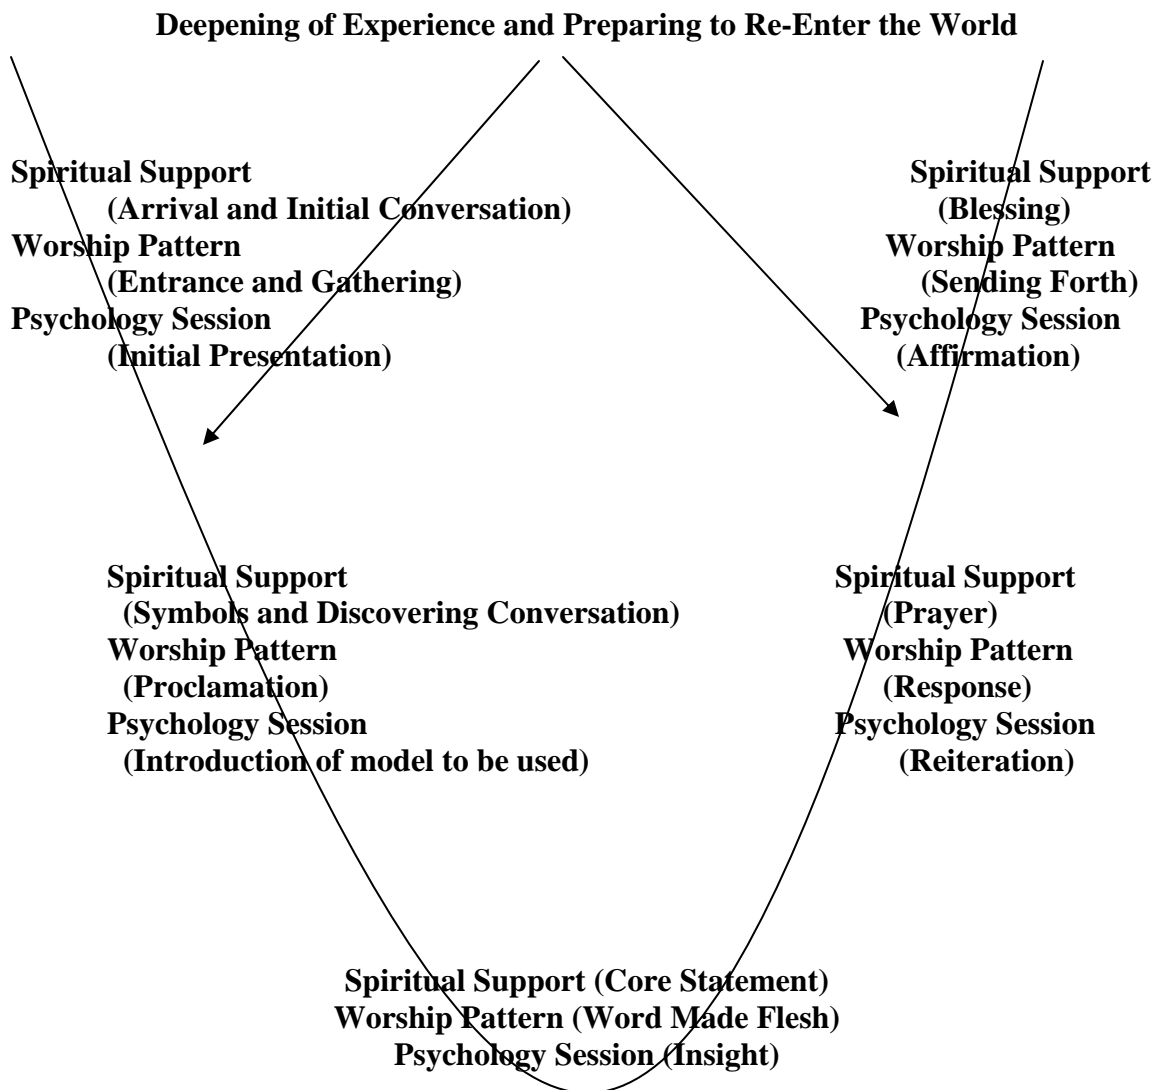 Deepening of Experience and Preparing to Re-Enter the World
Spiritual Support
(Arrival and Initial Conversation)
Worship Pattern
(Entrance and Gathering)
Psychology Session
(Initial Presentation)
Spiritual Support
(Blessing)
Worship Pattern
(Sending Forth)
Psychology Session
(Affirmation)
Spiritual Support
(Symbols and Discovering Conversation)
Worship Pattern
(Proclamation)
Psychology Session
(Introduction of model to be used)
Spiritual Support
(Prayer)
Worship Pattern
(Response)
Psychology Session
(Reiteration)
Spiritual Support (Core Statement)
Worship Pattern (Word Made Flesh)
Psychology Session (Insight)